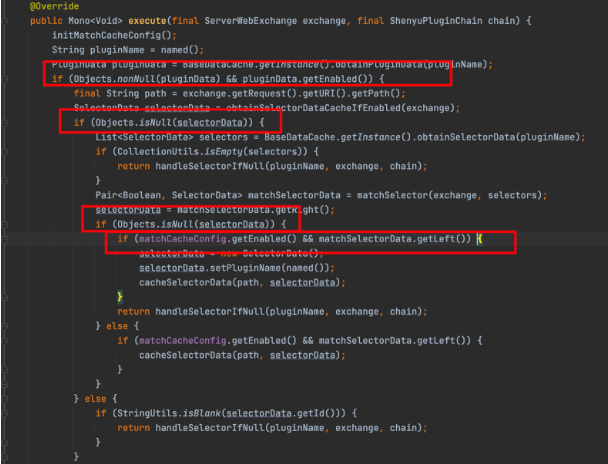 @Override
public Mono<Void> execute(final ServerWebExchange exchange, final ShenyuPluginChain chain) {
    initMatchCacheConfig();
    String pluginName = named();
    PluginData pluginData = BaseDataCache.getInstance().obtainPluginData(pluginName);
    if (Objects.nonNull(pluginData) && pluginData.getEnabled()) {
        final String path = exchange.getRequest().getURI().getPath();
        SelectorData selectorData = obtainSelectorDataCacheIfEnabled(exchange);
        if (Objects.isNull(selectorData)) {
            List<SelectorData> selectors = BaseDataCache.getInstance().obtainSelectorData(pluginName);
            if (CollectionUtils.isEmpty(selectors)) {
                return handleSelectorIfNull(pluginName, exchange, chain);
            }
            Pair<Boolean, SelectorData> matchSelectorData = matchSelector(exchange, selectors);
            selectorData = matchSelectorData.getRight();
            if (Objects.isNull(selectorData)) {
                if (matchCacheConfig.getEnabled() && matchSelectorData.getLeft()) {
                    selectorData = new SelectorData();
                    selectorData.setPluginName(named());
                    cacheSelectorData(path, selectorData);
                }
                return handleSelectorIfNull(pluginName, exchange, chain);
            } else {
                if (matchCacheConfig.getEnabled() && matchSelectorData.getLeft()) {
                    cacheSelectorData(path, selectorData);
                }
            }
        } else {
            if (StringUtils.isBlank(selectorData.getId())) {
                return handleSelectorIfNull(pluginName, exchange, chain);
            }
        }